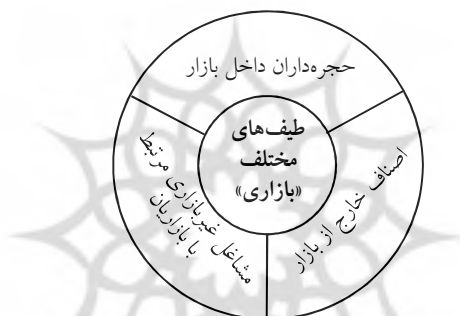 حجره‌داران داخل بازار
طیف‌های
مختلف
«بازاری»
اصناف خارج از بازار
مشاغل غیربازاری مرتبط
با بازاریان